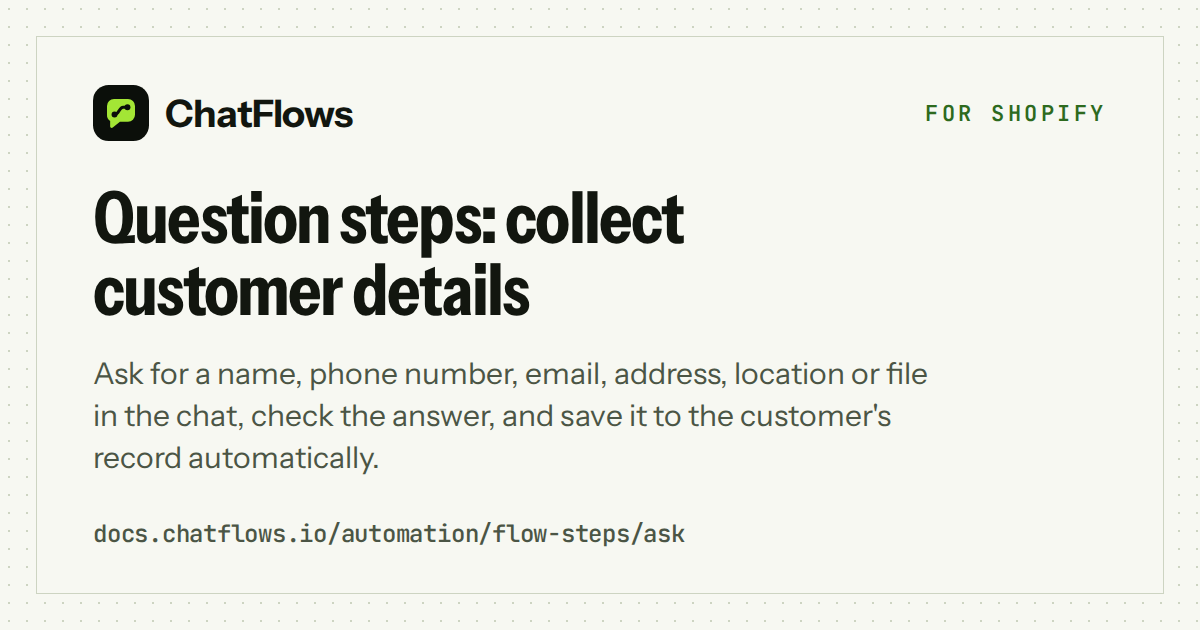 ChatFlows
FOR SHOPIFY
Question steps: collect
customer details
Ask for a name, phone number, email, address, location or file
in the chat, check the answer, and save it to the customer's
record automatically.
docs.chatflows.io/automation/flow-steps/ask